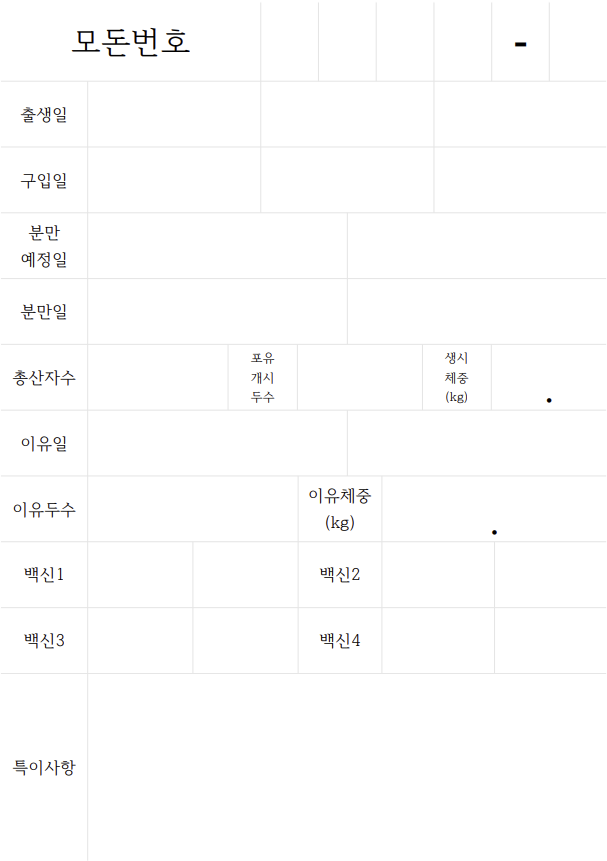 모돈번호 -
출생일
구입일
분만
예정일
분만일
총산자수
포유
개시
두수
생시
체중
(kg)
.
이유일
이유두수
이유체중
(kg)
.
백신1 백신2
백신3 백신4
특이사항